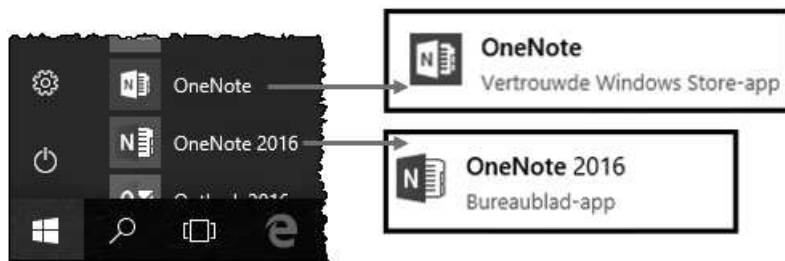 OneNote
OneNote 2016
OneNote
Vertrouwde Windows Store-app
OneNote 2016
Bureaublad-app